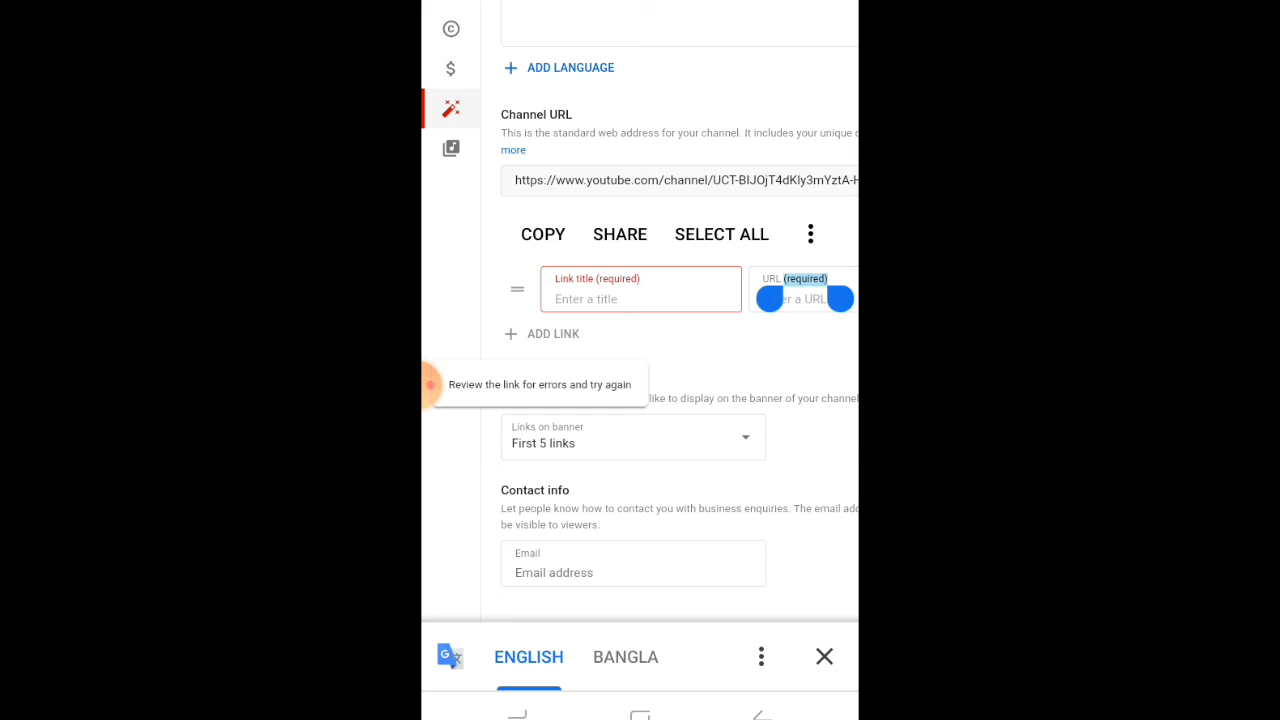 ADD LANGUAGE
Channel URL
This is the standard web address for your channel. It includes your unique
more
https://www.youtube.com/channel/UCT-BIJOjT4dKly3mYztA-H
COPY SHARE SELECT ALL
Link title (required) URL (required)
Enter a title er a URL
ADD LINK
Review the link for errors and try again
like to display on the banner of your channel
Links on banner
First 5 links
Contact info
Let people know how to contact you with business enquiries. The email add
be visible to viewers.
Email
Email address
ENGLISH BANGLA